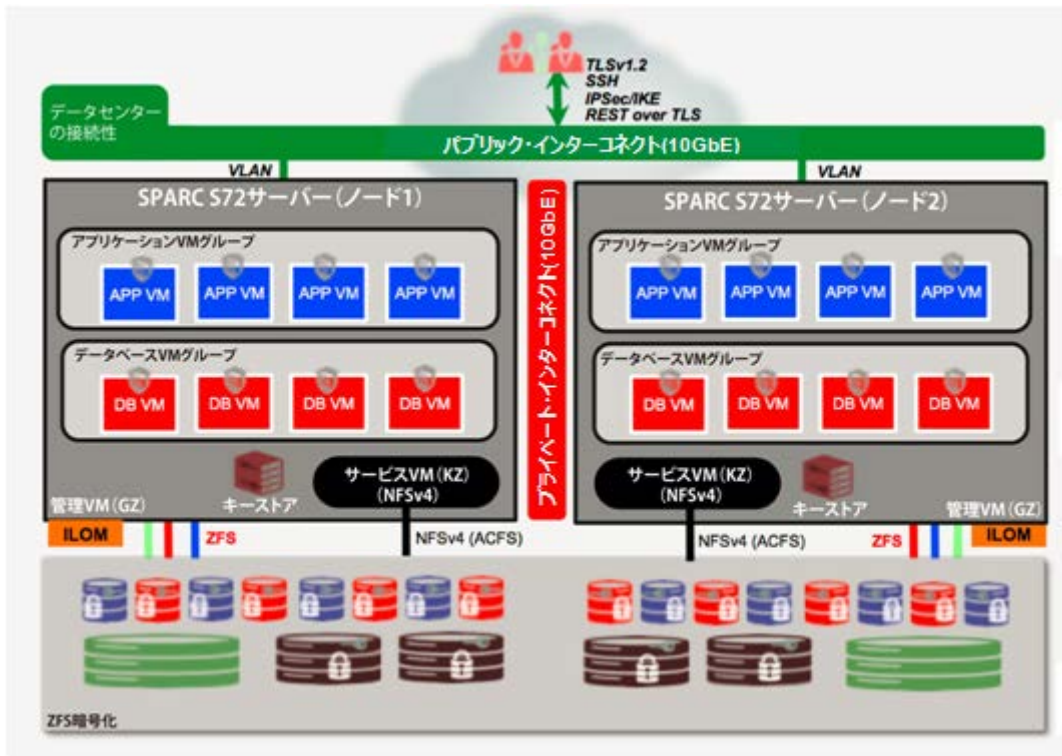 TLSv1.2
SSH
IPSec/IKE
REST over TLS
データセンター
の接続性
パブリック・インターコネクト(10GbE)
VLAN
VLAN
SPARC S72サーバー(ノード1)
アプリケーションVMグループ
APP VM
APP VM
APP VM
APP VM
データベースVMグループ
DB VM
DB VM
DB VM
DB VM
キーストア
サービスVM(KZ)
(NFSv4)
管理VM(GZ)
ILOM
ZFS
NFSv4 (ACFS)
プライベート・インターコネクト(10GbE)
SPARC S72サーバー(ノード2)
アプリケーションVMグループ
APP VM
APP VM
APP VM
APP VM
データベースVMグループ
DB VM
DB VM
DB VM
DB VM
サービスVM(KZ)
(NFSv4)
キーストア
管理VM(GZ)
ILOM
NFSv4 (ACFS)
ZFS
ZFS暗号化